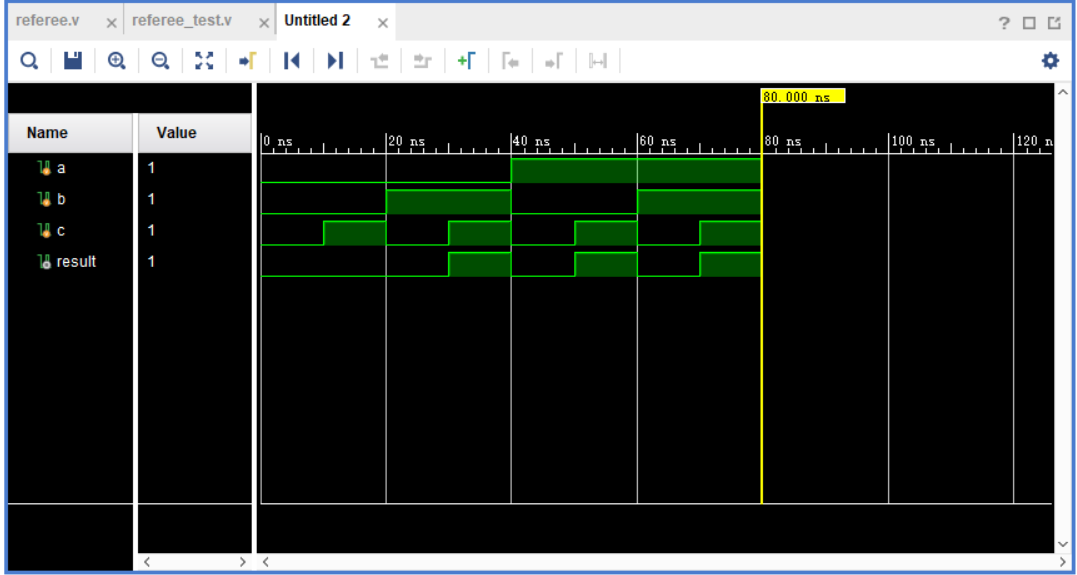 referee.v × referee_test.v × Untitled 2 × ?
80.000 ns
Name Value 0 ns 20 ns 40 ns 60 ns 80 ns 100 ns 120 n
a 1
b 1
c 1
result 1